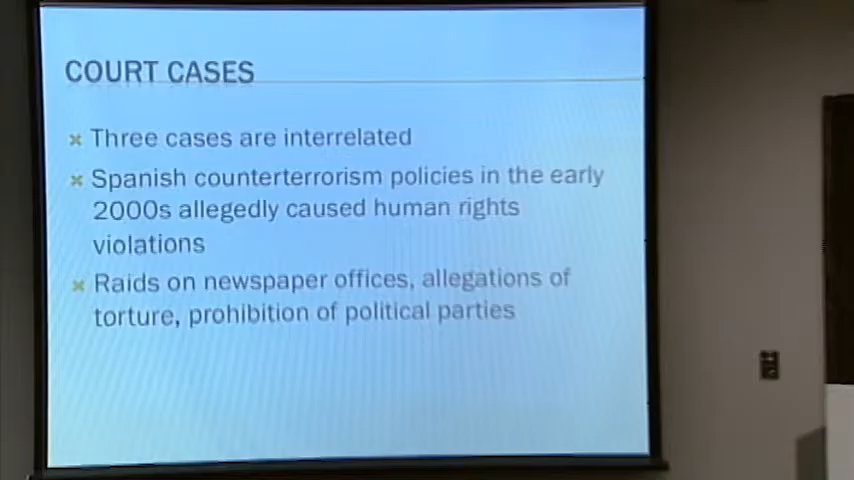 COURT CASES
Three cases are interrelated
Spanish counterterrorism policies in the early
2000s allegedly caused human rights
violations
Raids on newspaper offices, allegations of
torture, prohibition of political parties